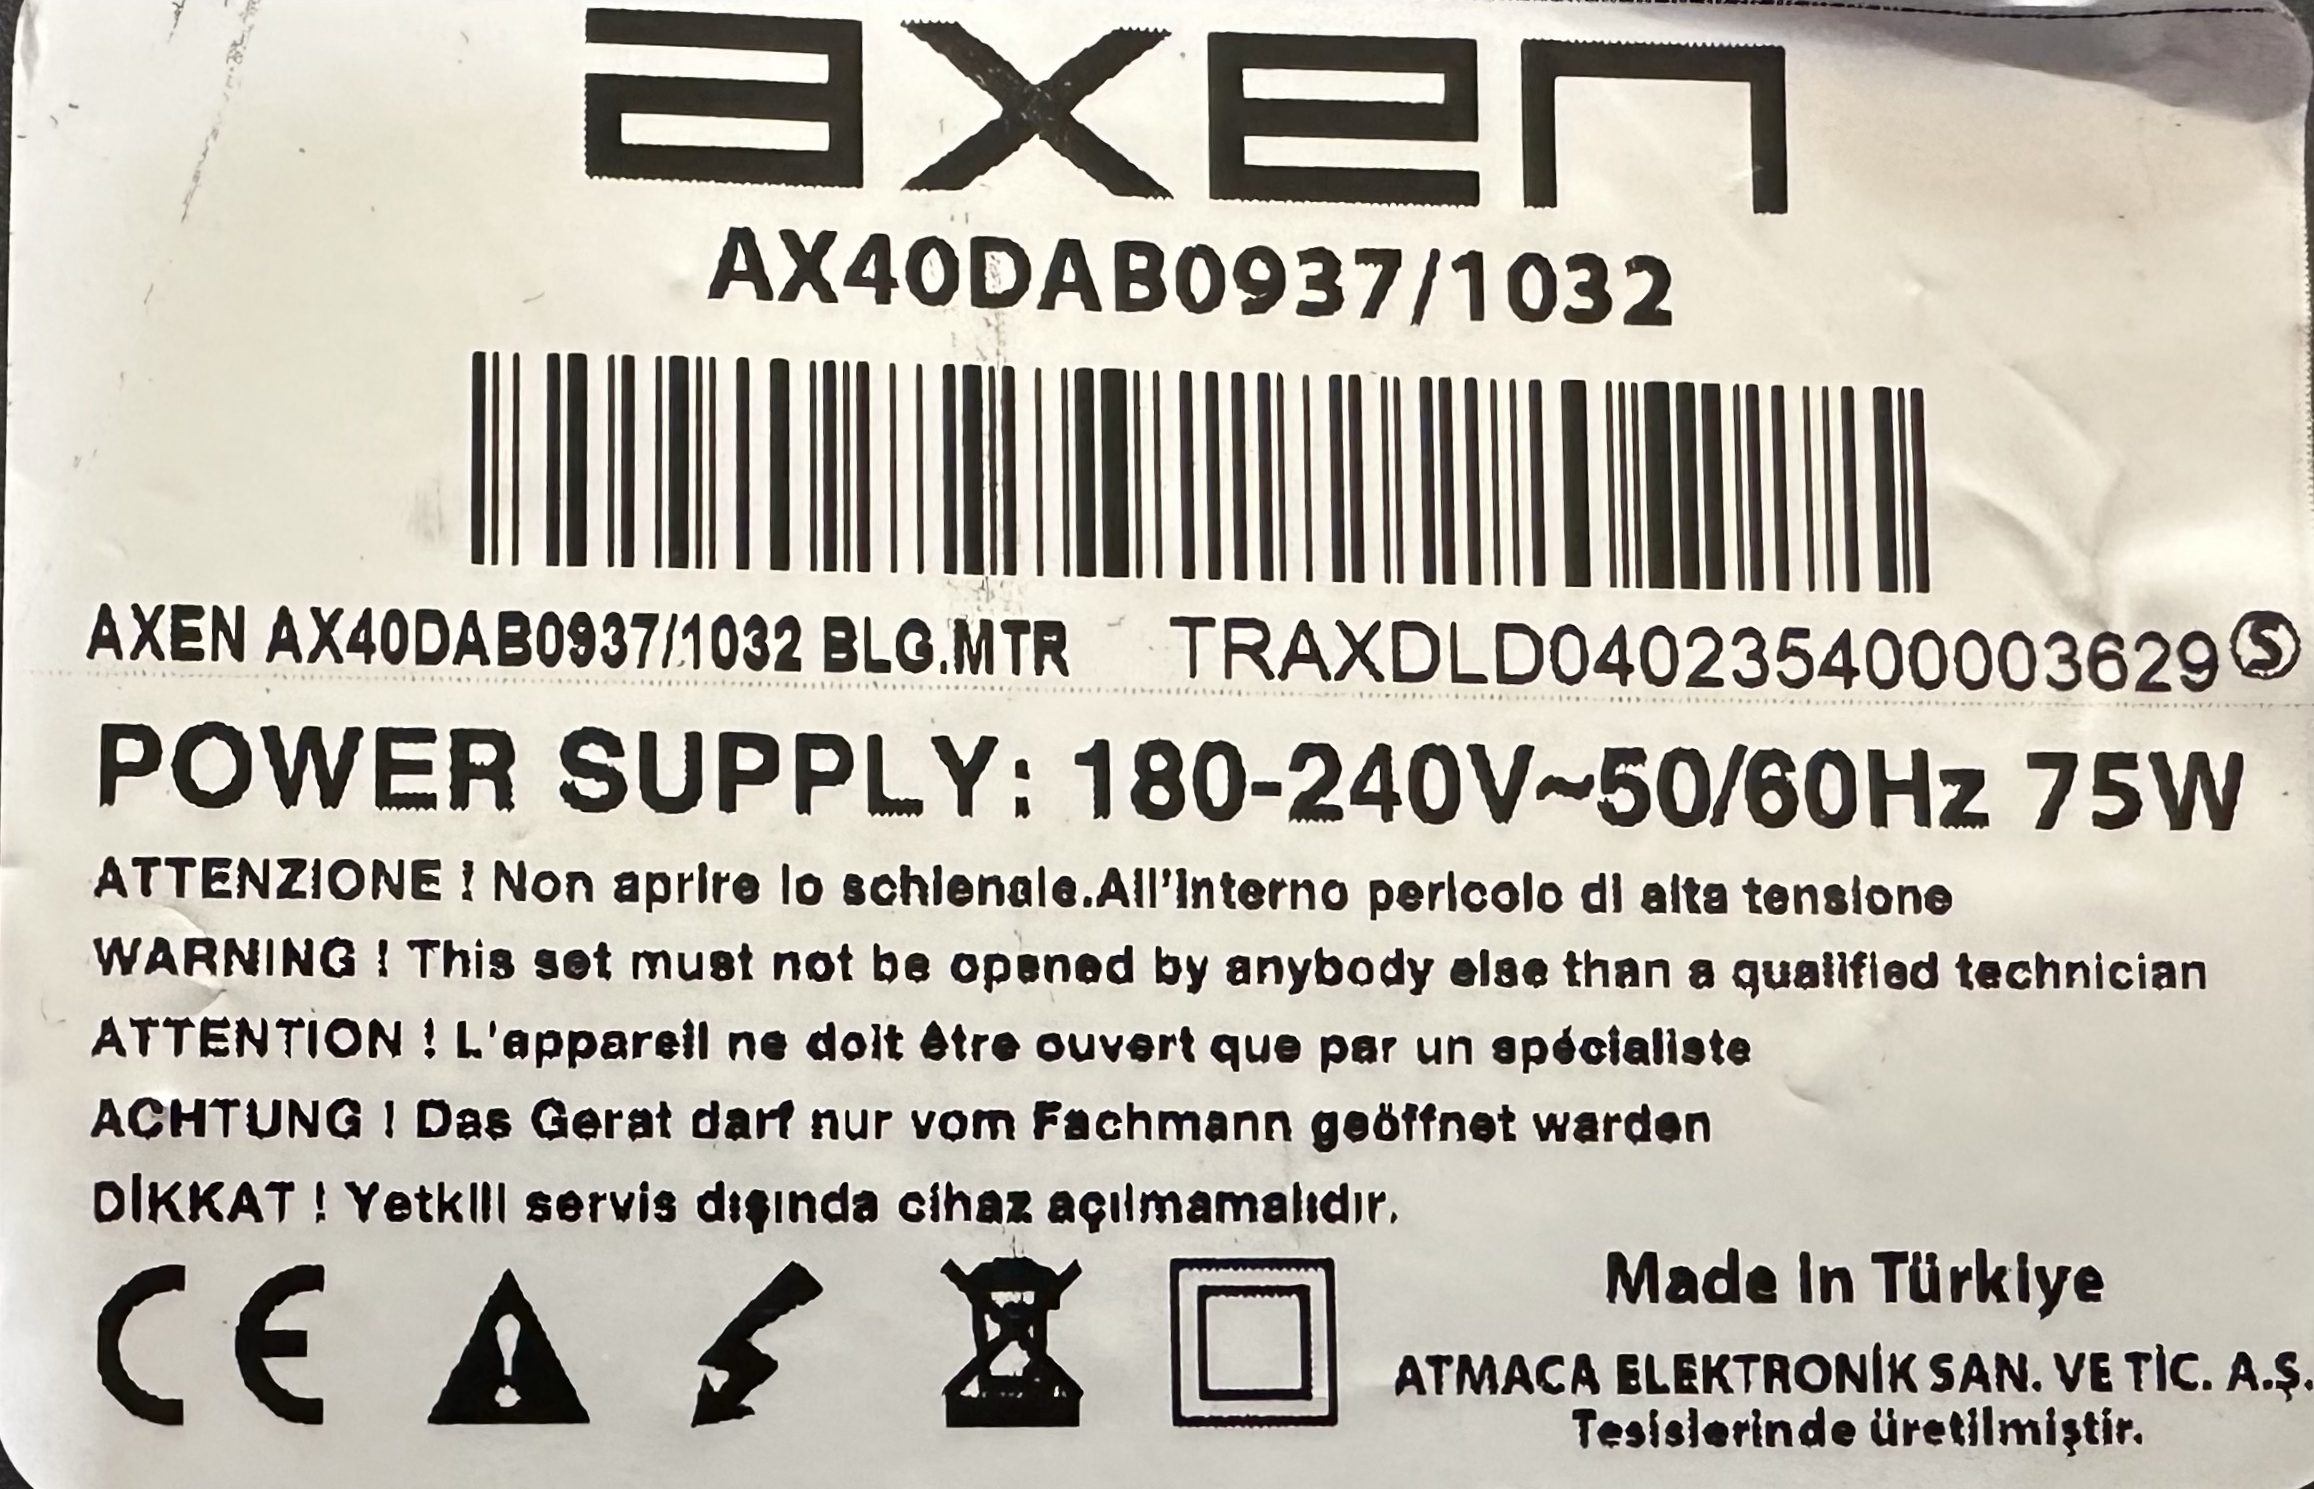 axen
AX40DAB0937/1032
AXEN AX40DAB0937/1032 BLG.MTR TRAXDLD040235400003629 S
POWER SUPPLY: 180-240V~50/60Hz 75W
ATTENZIONE ! Non aprire lo schienale.All'interno pericolo di alta tensione
WARNING ! This set must not be opened by anybody else than a qualified technician
ATTENTION ! L'appareil ne doit être ouvert que par un spécialiste
ACHTUNG ! Das Gerat darf nur vom Fachmann geöffnet warden
DİKKAT ! Yetkili servis dışında cihaz açılmamalıdır.
CE
Made in Türkiye
ATMACA ELEKTRONİK SAN. VE TİC. A.Ş.
Tesislerinde üretilmiştir.